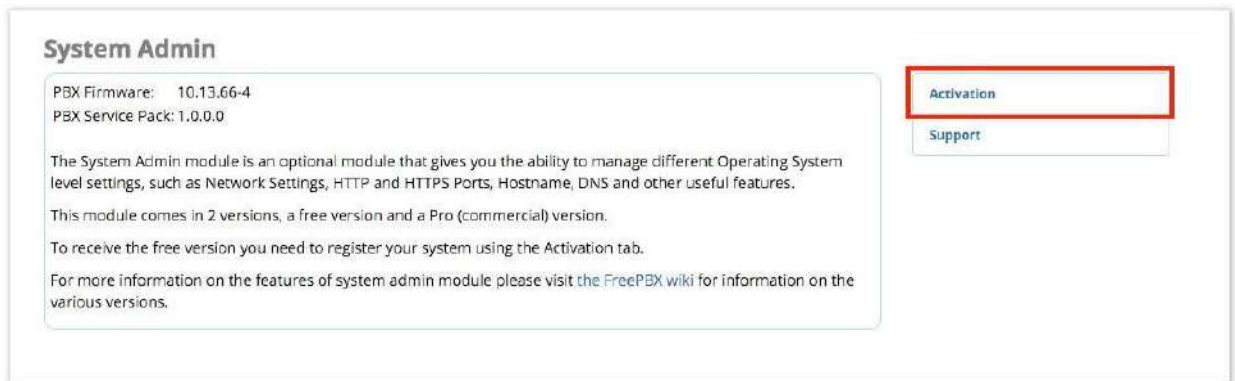 System Admin
PBX Firmware: 10.13.66-4
PBX Service Pack: 1.0.0.0
The System Admin module is an optional module that gives you the ability to manage different Operating System
level settings, such as Network Settings, HTTP and HTTPS Ports, Hostname, DNS and other useful features.
This module comes in 2 versions, a free version and a Pro (commercial) version.
To receive the free version you need to register your system using the Activation tab.
For more information on the features of system admin module please visit the FreePBX wiki for information on the
various versions.
Activation
Support